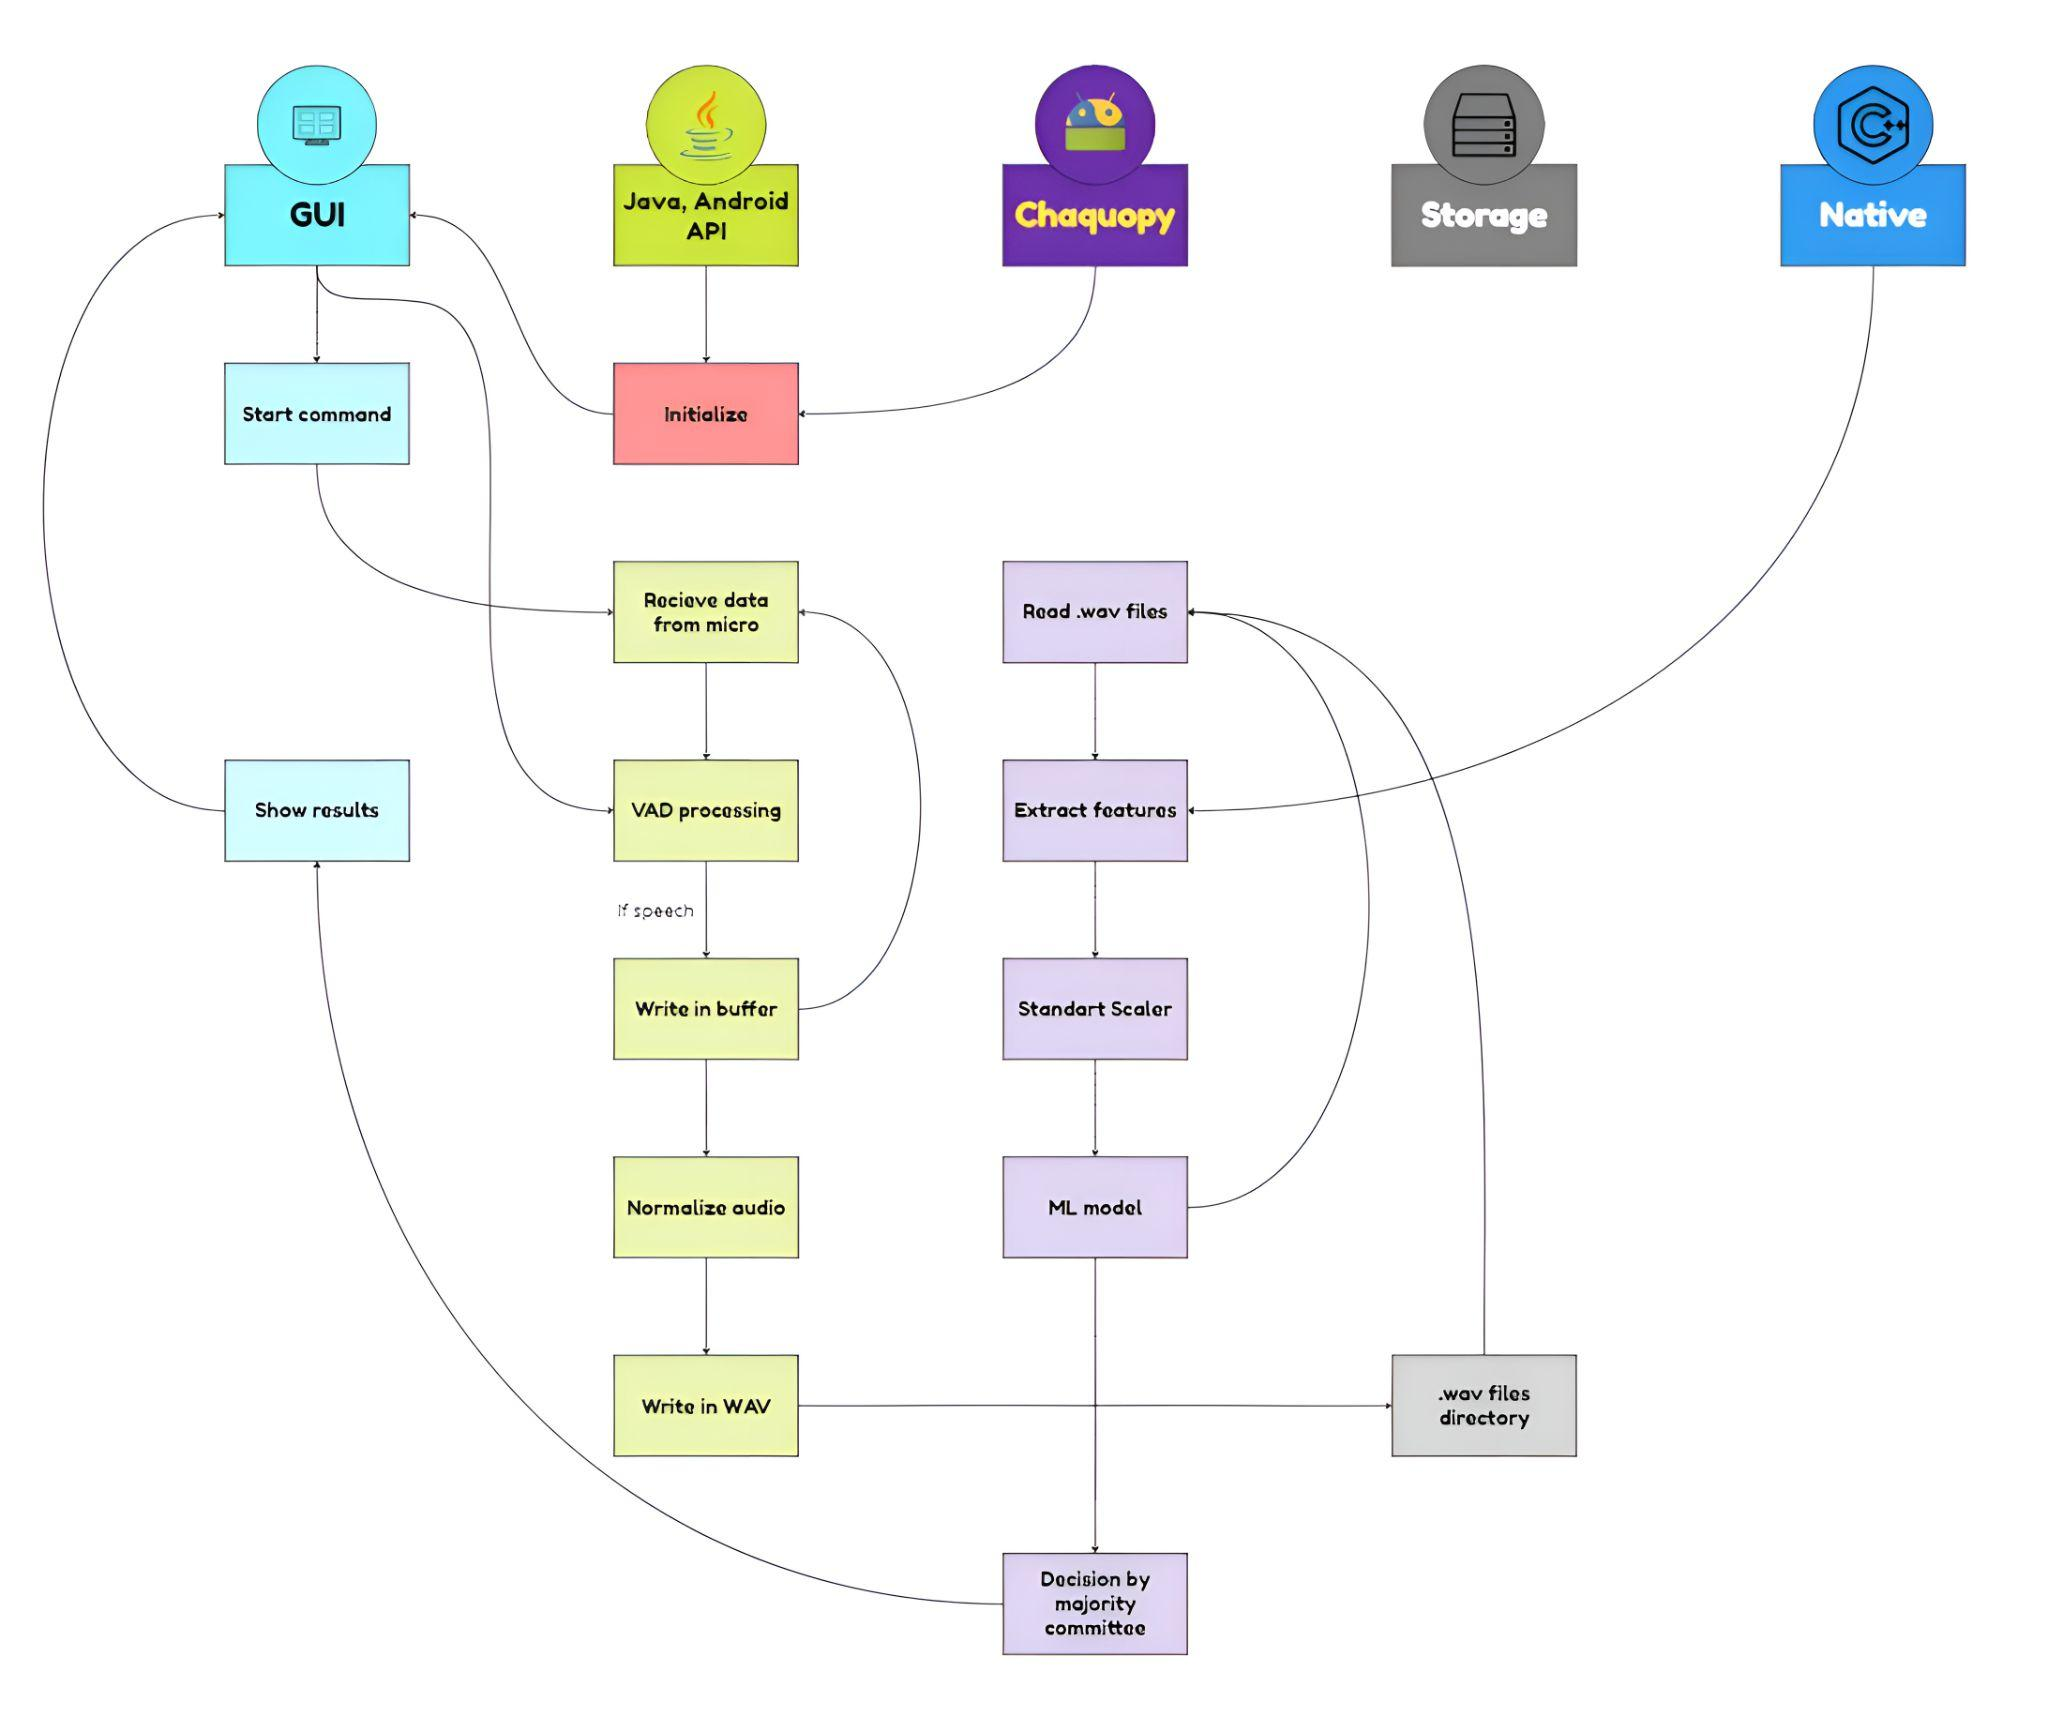 GUI
Java, Android
API
Chaquopy
Storage
C++
Native
Start command
Initialize
Recieve data
from micro
Read .wav files
Show results
VAD processing
Extract features
If speech
Write in buffer
Standart Scaler
Normalize audio
ML model
Write in WAV
.wav files
directory
Decision by
majority
committee